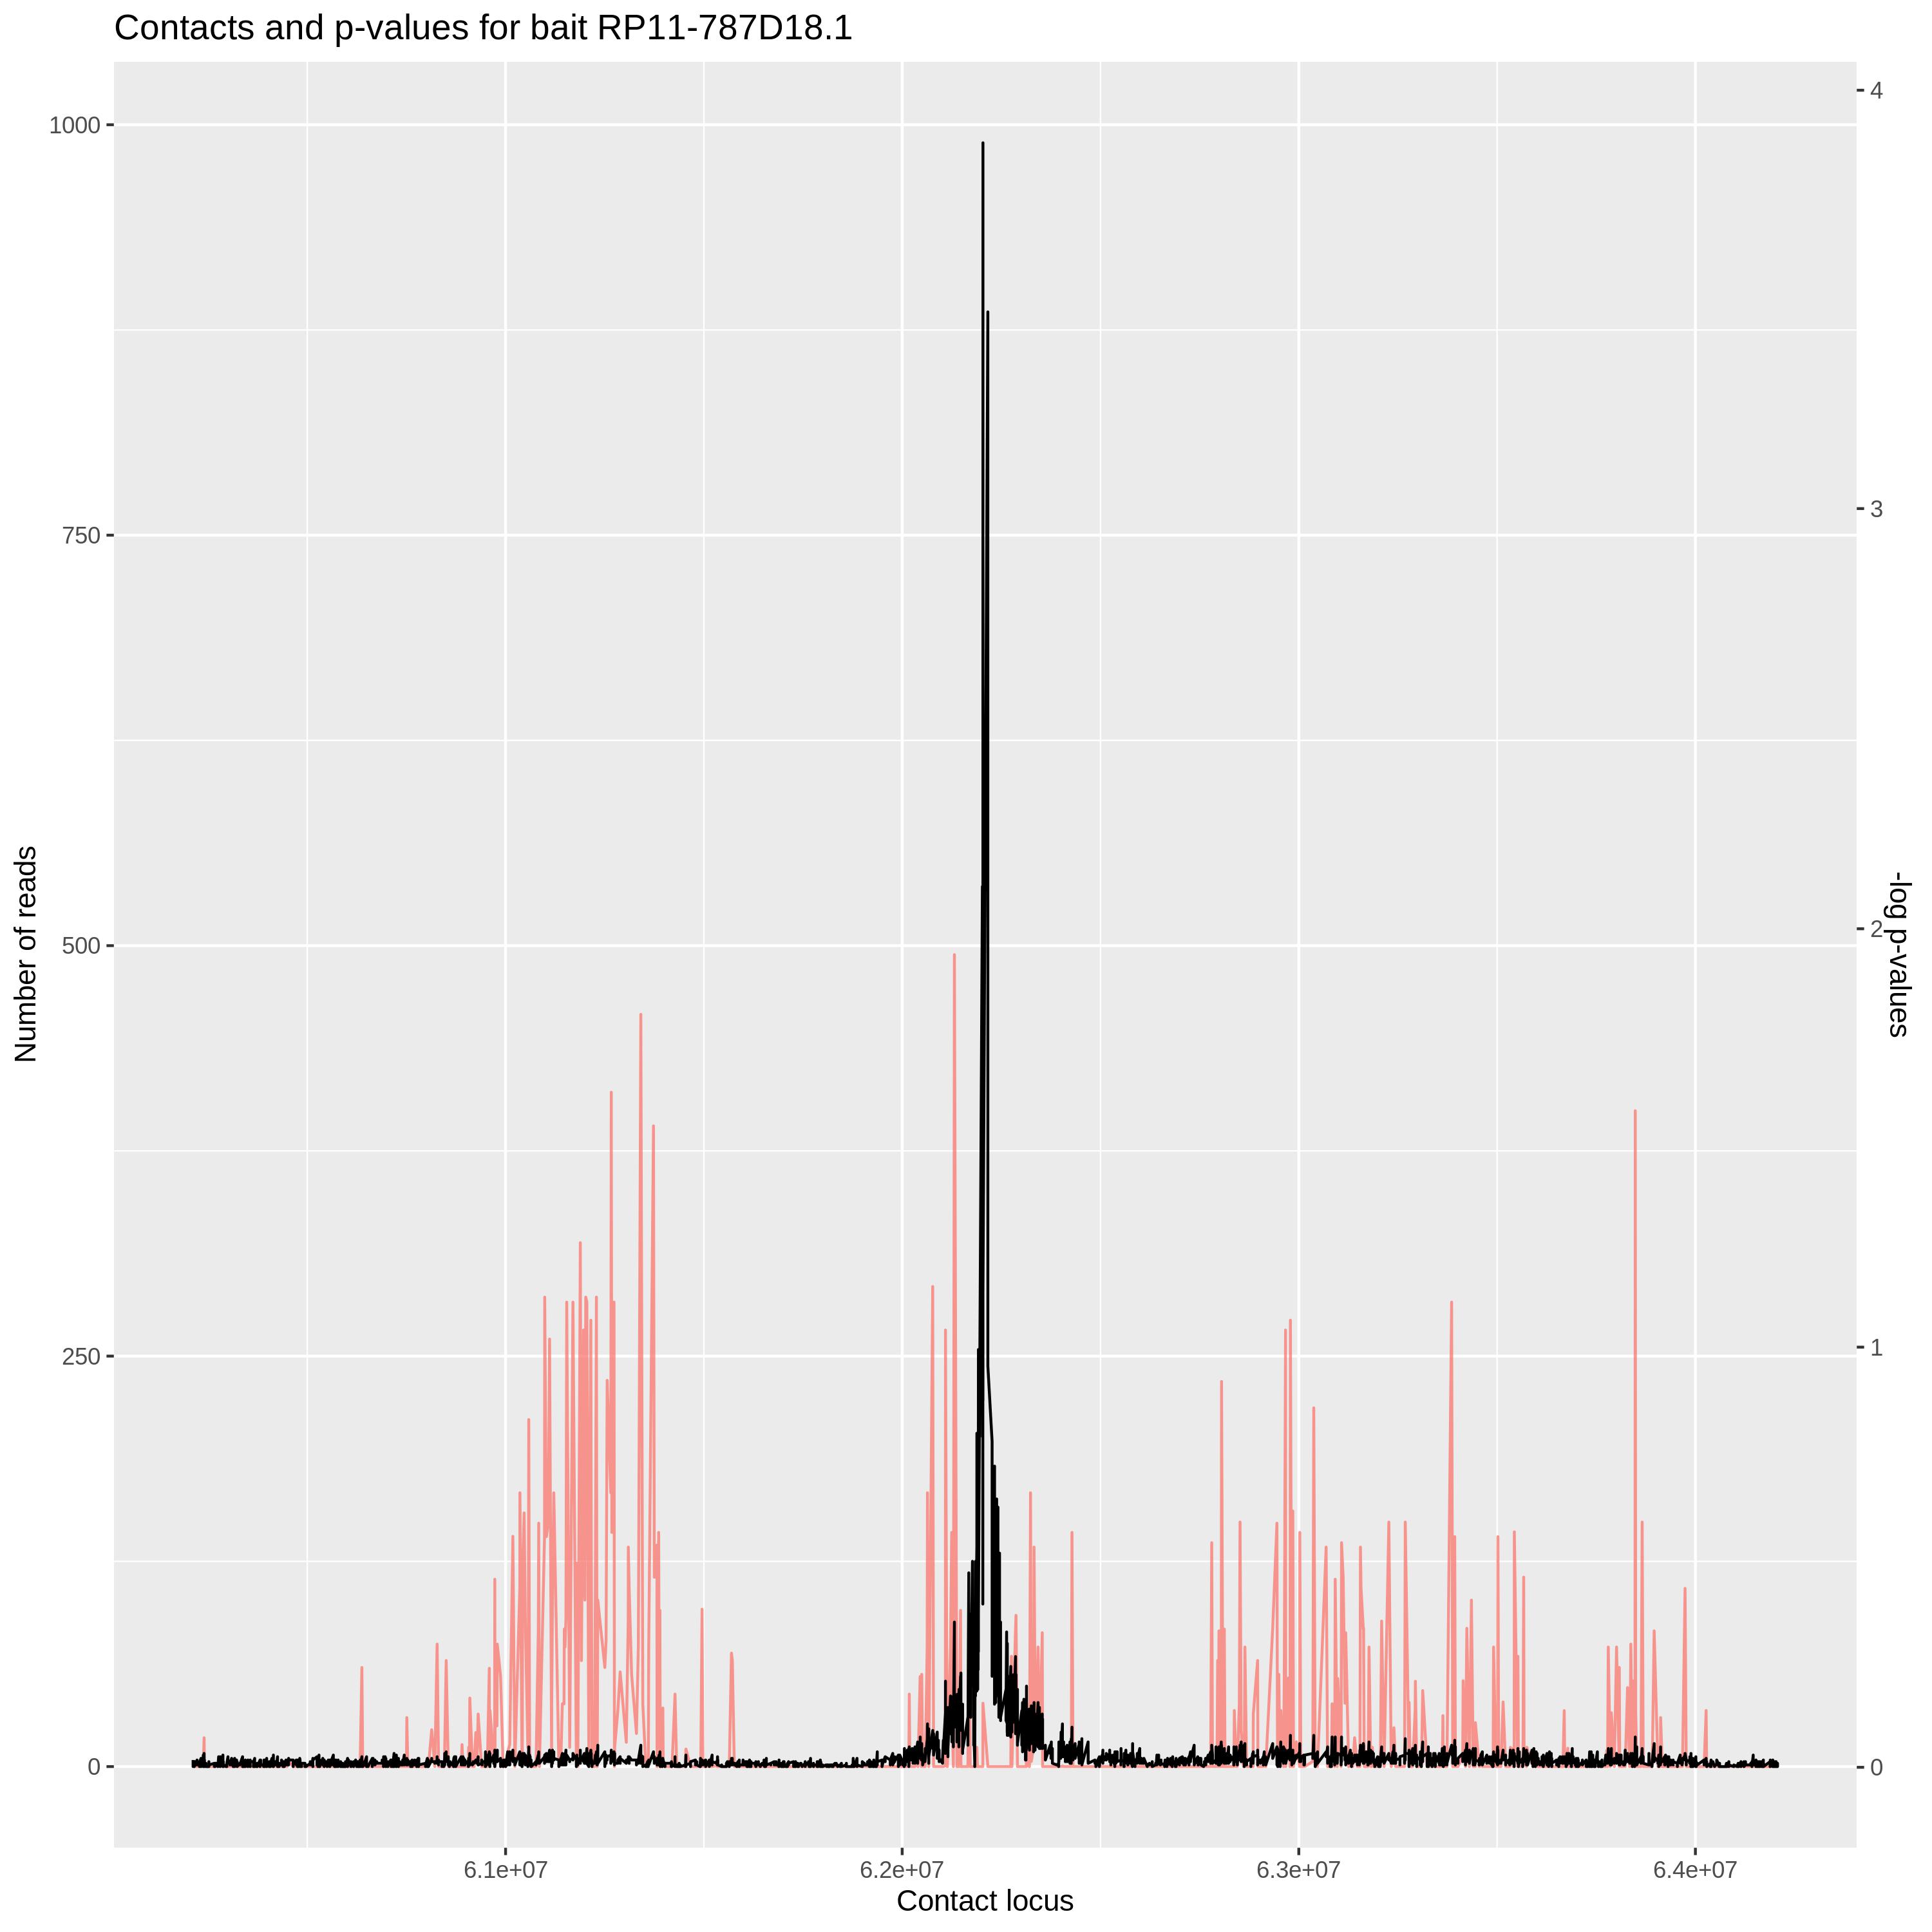 Contacts and p-values for bait RP11-787D18.1
1000
750
500
250
0
Number of reads
4
3
2
1
0
-log p-values
6.1e+07
6.2e+07
6.3e+07
6.4e+07
Contact locus